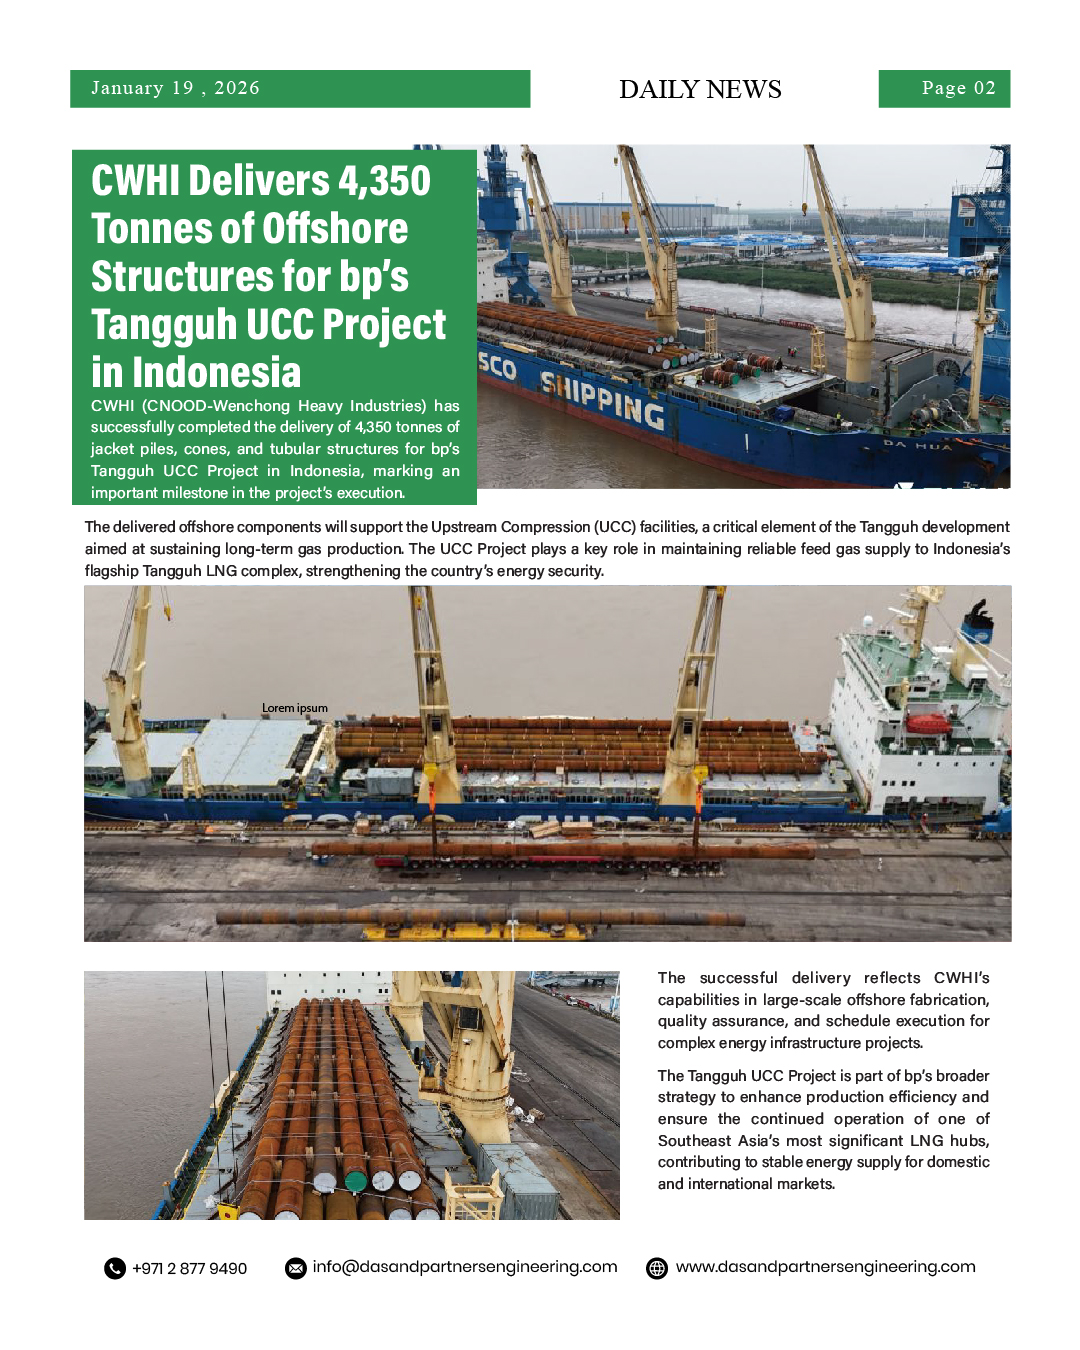 January 19 , 2026
DAILY NEWS
Page 02
CWHI Delivers 4,350
Tonnes of Offshore
Structures for bp's
Tangguh UCC Project
in Indonesia
CWHI (CNOOD-Wenchong Heavy Industries) has
successfully completed the delivery of 4,350 tonnes of
jacket piles, cones, and tubular structures for bp's
Tangguh UCC Project in Indonesia, marking an
important milestone in the project's execution.
SCO SHIPPING
DA HUA
The delivered offshore components will support the Upstream Compression (UCC) facilities, a critical element of the Tangguh development
aimed at sustaining long-term gas production. The UCC Project plays a key role in maintaining reliable feed gas supply to Indonesia's
flagship Tangguh LNG complex, strengthening the country's energy security.
Lorem ipsum
The successful delivery reflects CWHI's
capabilities in large-scale offshore fabrication,
quality assurance, and schedule execution for
complex energy infrastructure projects.
The Tangguh UCC Project is part of bp's broader
strategy to enhance production efficiency and
ensure the continued operation of one of
Southeast Asia's most significant LNG hubs,
contributing to stable energy supply for domestic
and international markets.
+971 2 877 9490
info@dasandpartnersengineering.com
www.dasandpartnersengineering.com